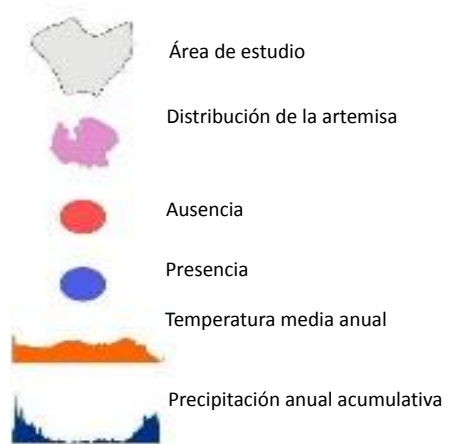 Área de estudio
Distribución de la artemisa
Ausencia
Presencia
Temperatura media anual
Precipitación anual acumulativa